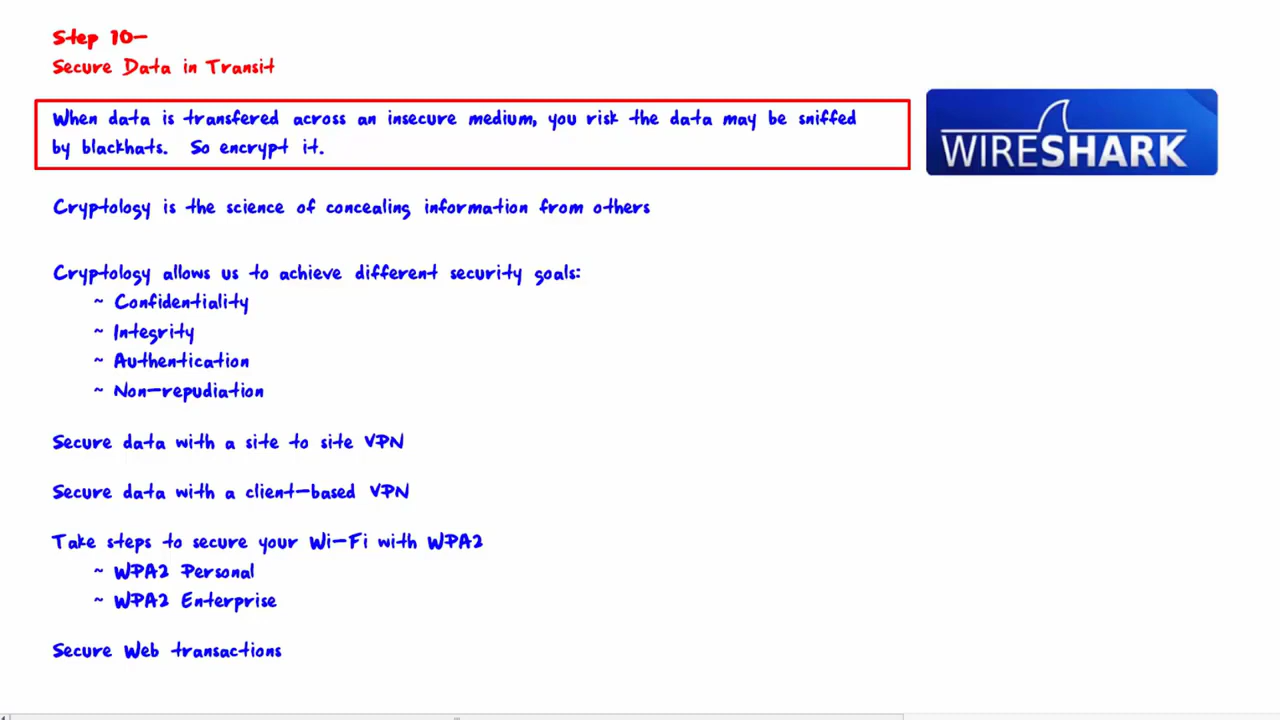 Step 10-
Secure Data in Transit
When data is transfered across an insecure medium, you risk the data may be sniffed
by blackhats. So encrypt it.
WIRESHARK
Cryptology is the science of concealing information from others
Cryptology allows us to achieve different security goals:
~ Confidentiality
~ Integrity
~ Authentication
~ Non-repudiation
Secure data with a site to site VPN
Secure data with a client-based VPN
Take steps to secure your Wi-Fi with WPA2
~ WPA2 Personal
~ WPA2 Enterprise
Secure Web transactions